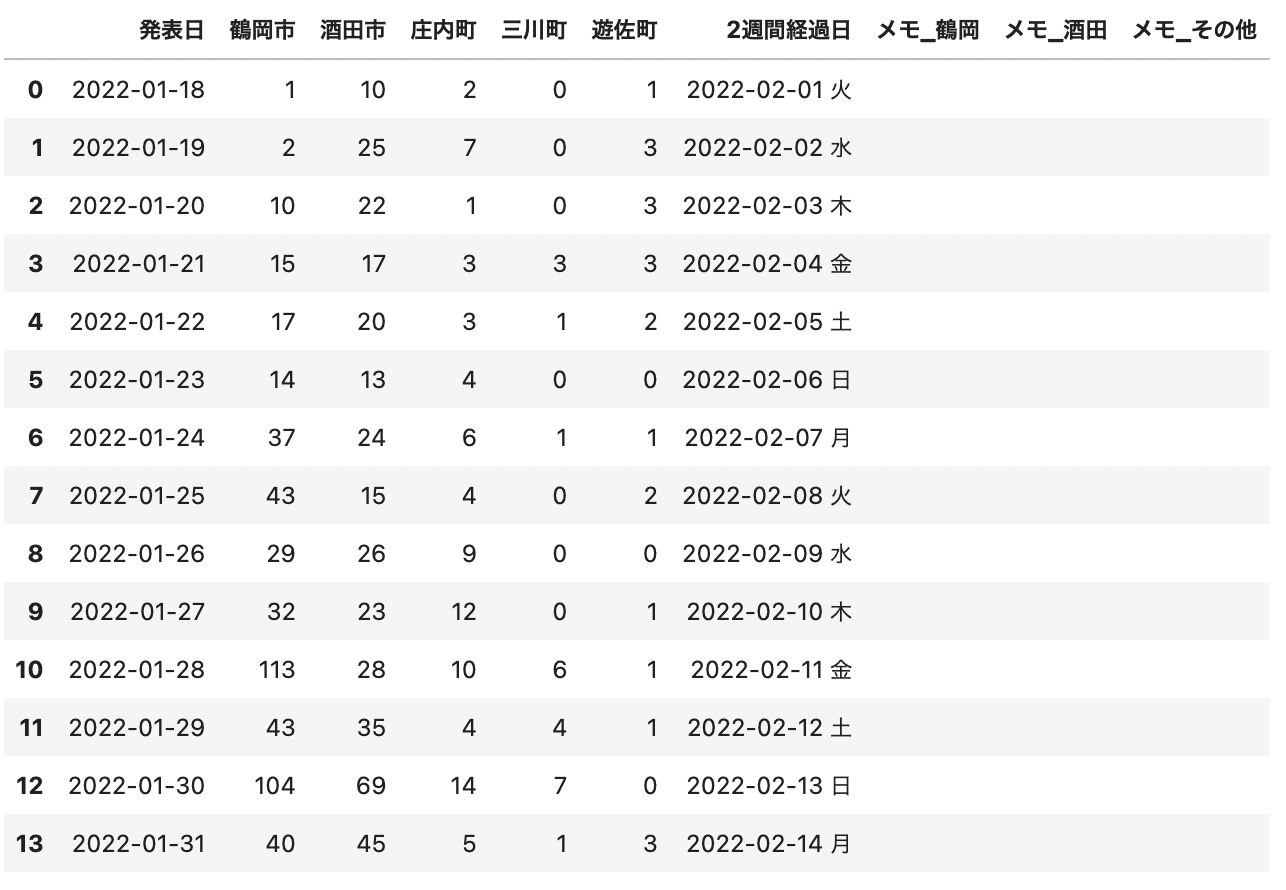 発表日 鶴岡市 酒田市 庄内町 三川町 遊佐町 2週間経過日 メモ_鶴岡 メモ_酒田 メモ_その他
0 2022-01-18 1 10 2 0 1 2022-02-01 火
1 2022-01-19 2 25 7 0 3 2022-02-02 水
2 2022-01-20 10 22 1 0 3 2022-02-03 木
3 2022-01-21 15 17 3 3 3 2022-02-04 金
4 2022-01-22 17 20 3 1 2 2022-02-05 土
5 2022-01-23 14 13 4 0 0 2022-02-06 日
6 2022-01-24 37 24 6 1 1 2022-02-07 月
7 2022-01-25 43 15 4 0 2 2022-02-08 火
8 2022-01-26 29 26 9 0 0 2022-02-09 水
9 2022-01-27 32 23 12 0 1 2022-02-10 木
10 2022-01-28 113 28 10 6 1 2022-02-11 金
11 2022-01-29 43 35 4 4 1 2022-02-12 土
12 2022-01-30 104 69 14 7 0 2022-02-13 日
13 2022-01-31 40 45 5 1 3 2022-02-14 月